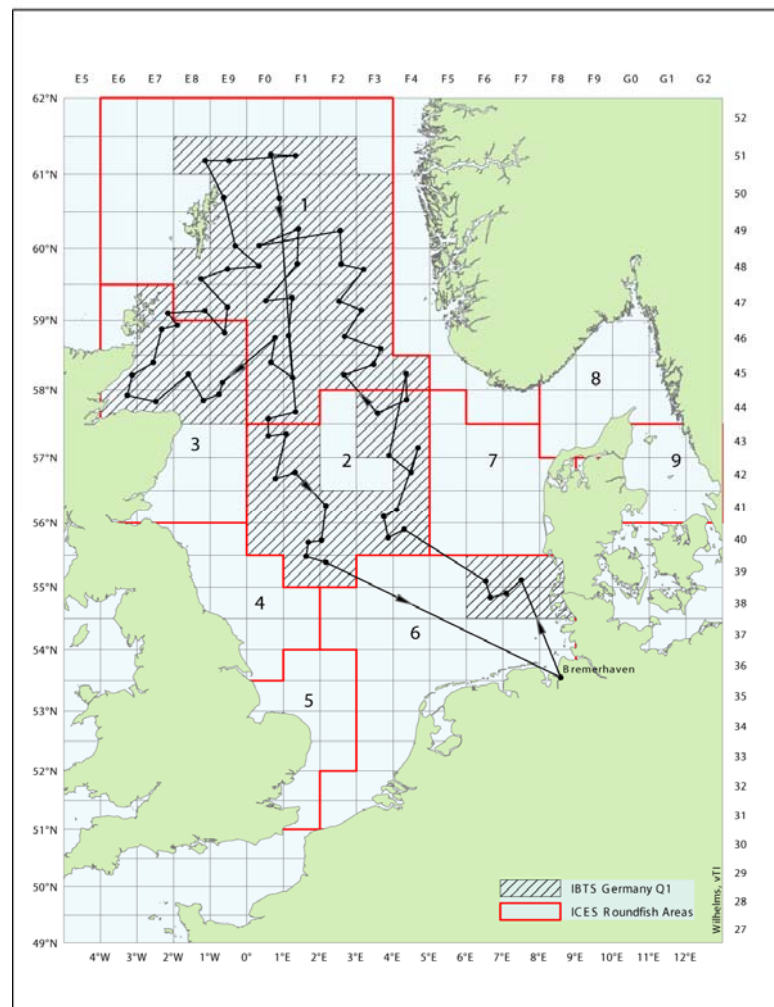 E5 E6 E7 E8 E9 F0 F1 F2 F3 F4 F5 F6 F7 F8 F9 G0 G1 G2
62°N
52
61°N
51
1
50
60°N
49
48
59°N
47
46
58°N
45
8
44
3
2
7
9
57°N
43
42
56°N
41
40
55°N
39
4
6
38
54°N
37
Bremerhaven
36
5
53°N
35
34
52°N
33
32
51°N
31
30
50°N
29
IBTS Germany Q1
28
ICES Roundfish Areas
49°N
27
Wilhelms, vTI
4°W 3°W 2°W 1°W 0° 1°E 2°E 3°E 4°E 5°E 6°E 7°E 8°E 9°E 10°E 11°E 12°E